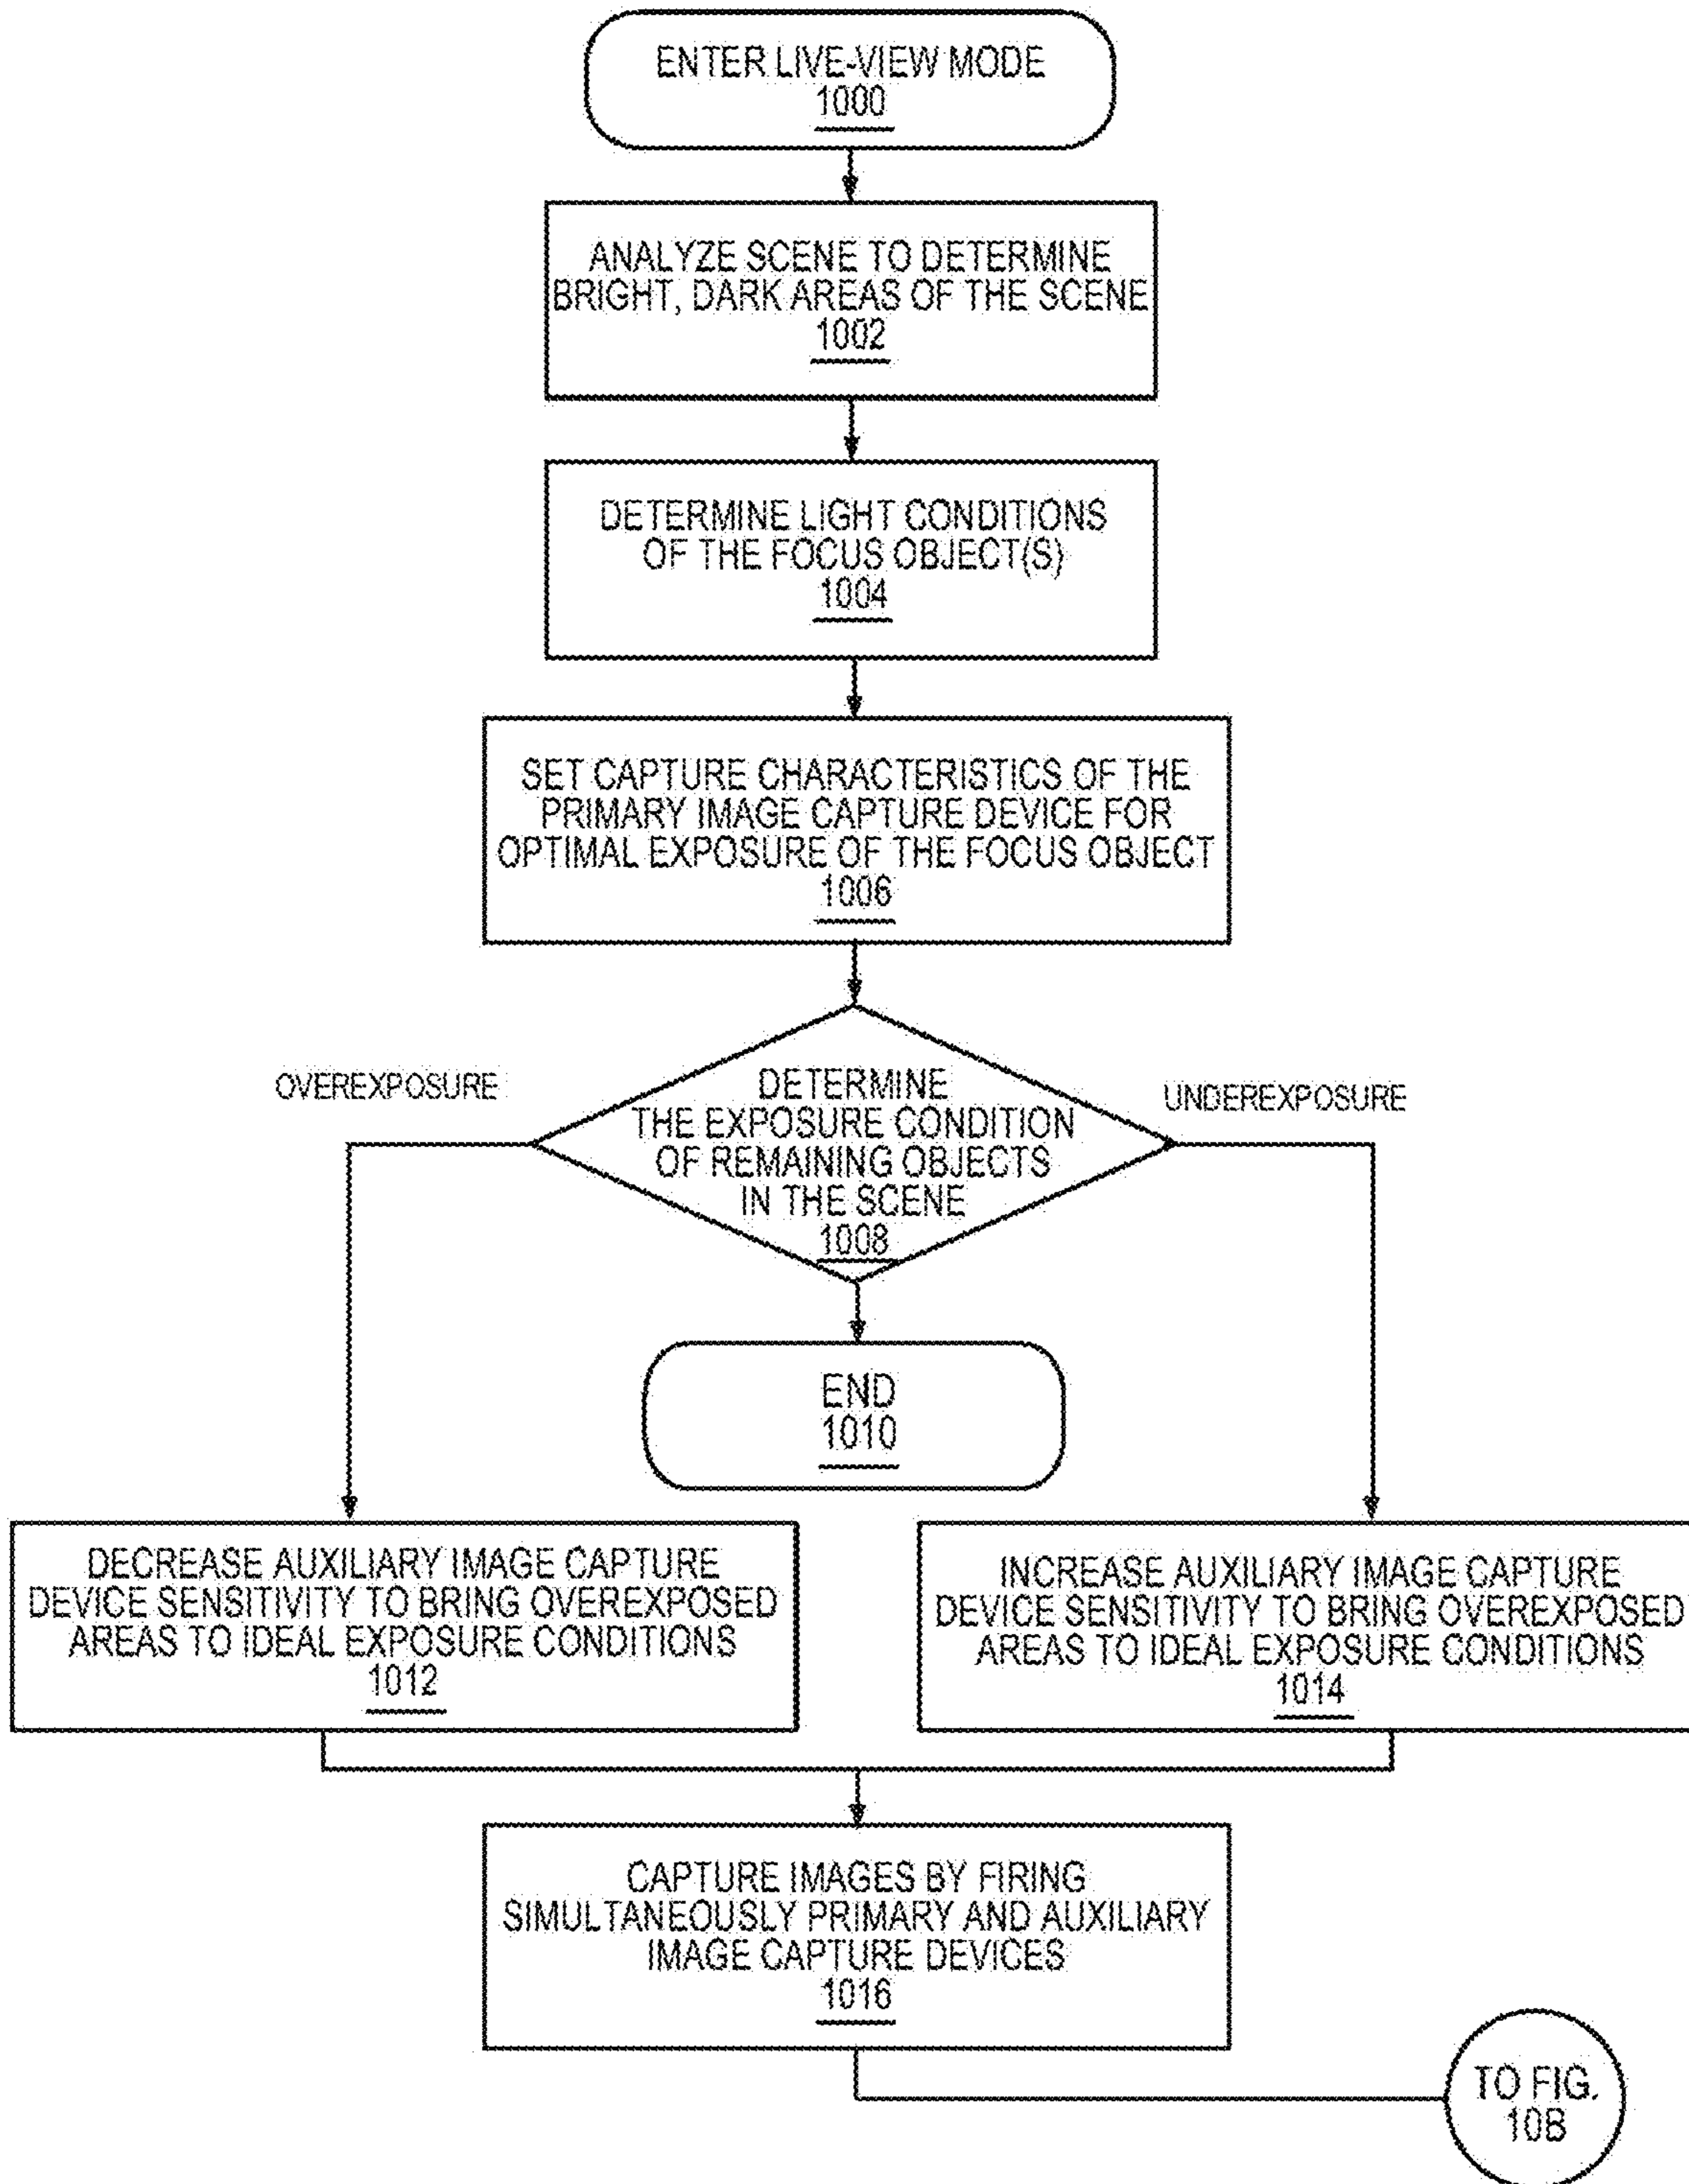 ENTER LIVE-VIEW MODE
1000
ANALYZE SCENE TO DETERMINE
BRIGHT, DARK AREAS OF THE SCENE
1002
DETERMINE LIGHT CONDITIONS
OF THE FOCUS OBJECT(S)
1004
SET CAPTURE CHARACTERISTICS OF THE
PRIMARY IMAGE CAPTURE DEVICE FOR
OPTIMAL EXPOSURE OF THE FOCUS OBJECT
1006
OVEREXPOSURE
DETERMINE
THE EXPOSURE CONDITION
OF REMAINING OBJECTS
IN THE SCENE
1008
UNDEREXPOSURE
END
1010
DECREASE AUXILIARY IMAGE CAPTURE
DEVICE SENSITIVITY TO BRING OVEREXPOSED
AREAS TO IDEAL EXPOSURE CONDITIONS
1012
INCREASE AUXILIARY IMAGE CAPTURE
DEVICE SENSITIVITY TO BRING OVEREXPOSED
AREAS TO IDEAL EXPOSURE CONDITIONS
1014
CAPTURE IMAGES BY FIRING
SIMULTANEOUSLY PRIMARY AND AUXILIARY
IMAGE CAPTURE DEVICES
1016
TO FIG.
10B